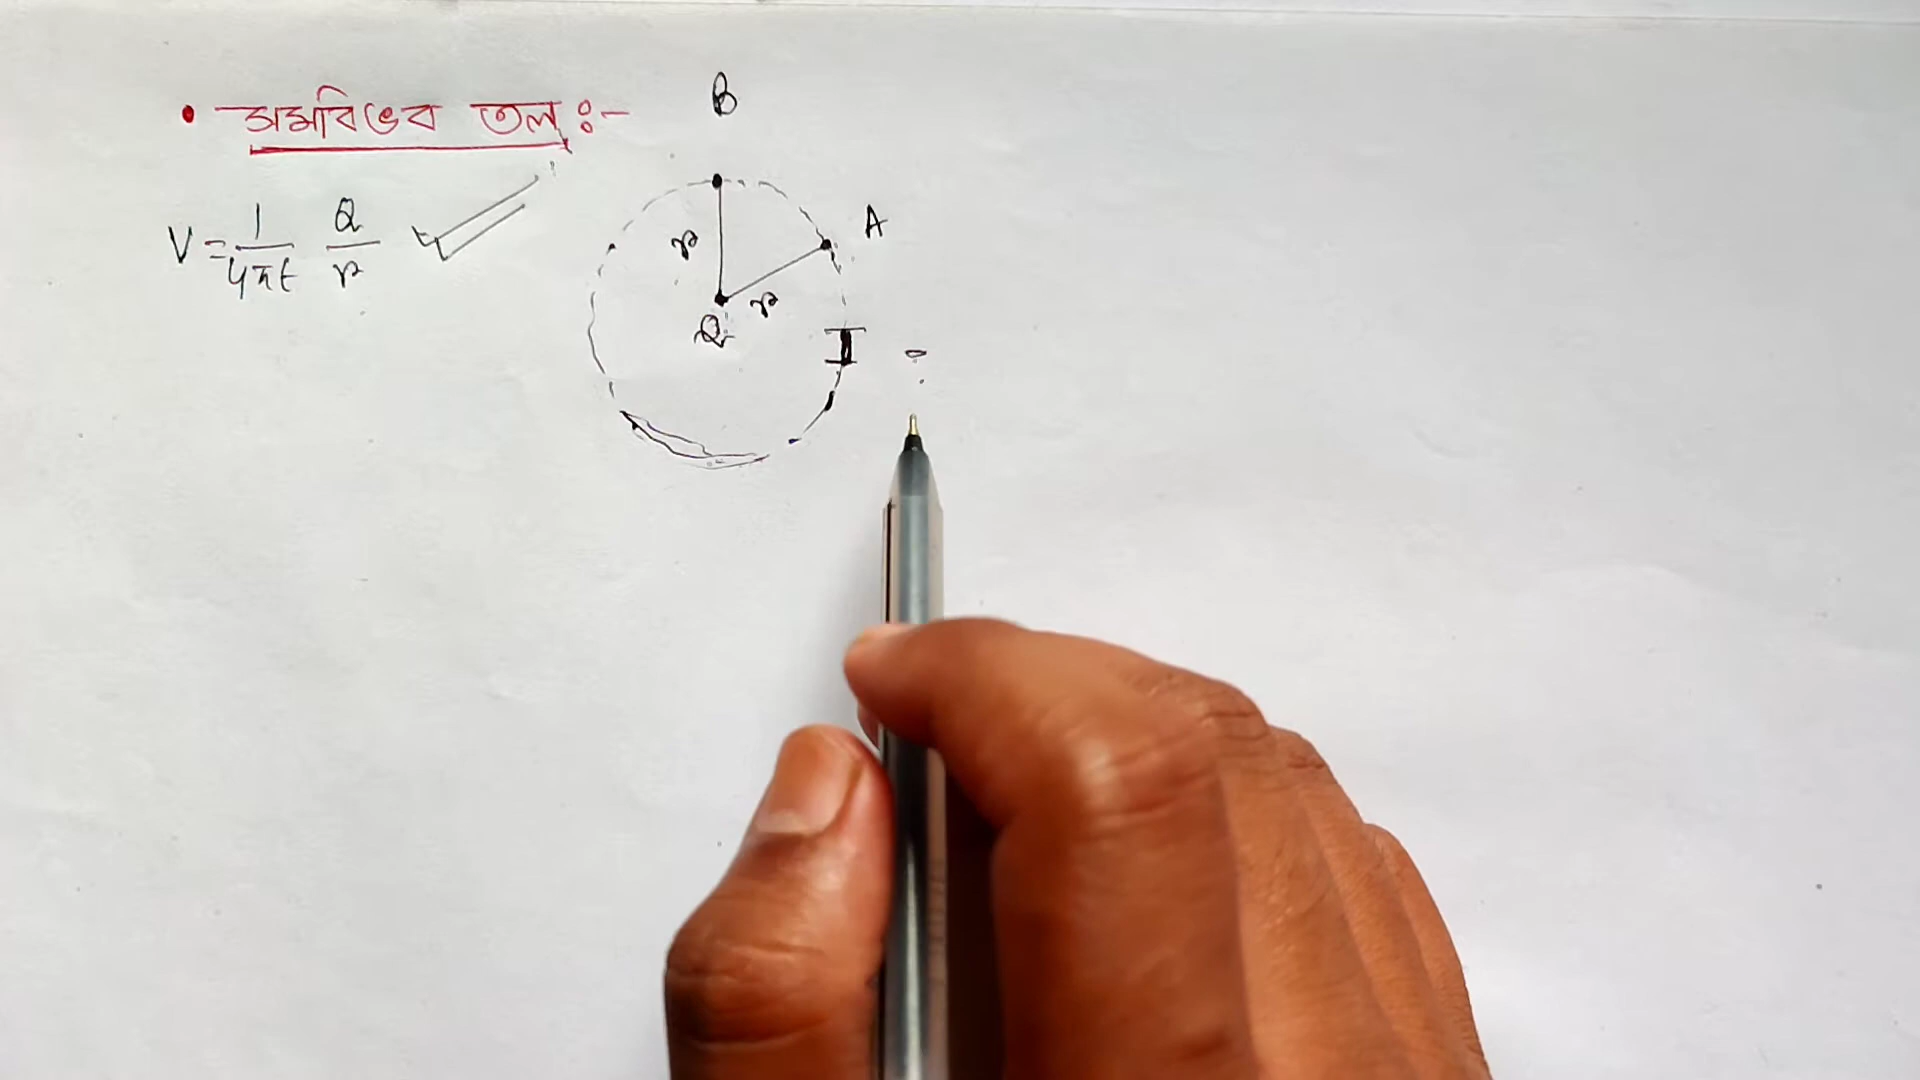 • সমবিভব তল :-
V = 1/4πε Q/r
B
A
r
r
Q